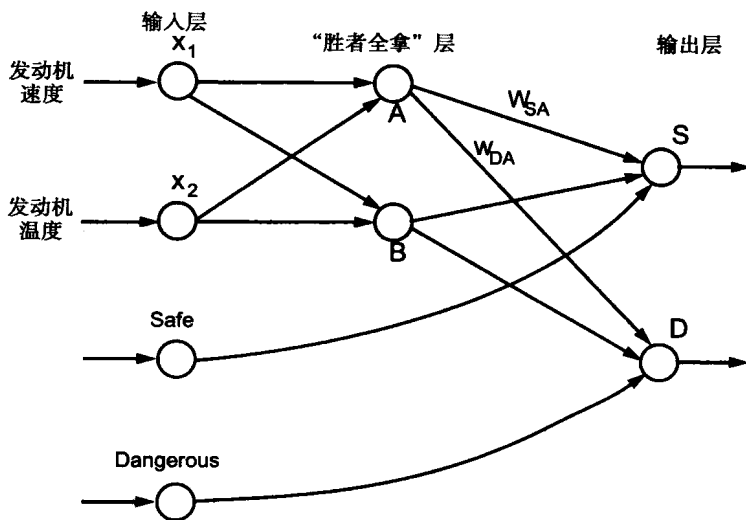 输入层
“胜者全拿”层
输出层
x1
发动机
速度
A
WSA
S
WDA
x2
发动机
温度
B
Safe
D
Dangerous